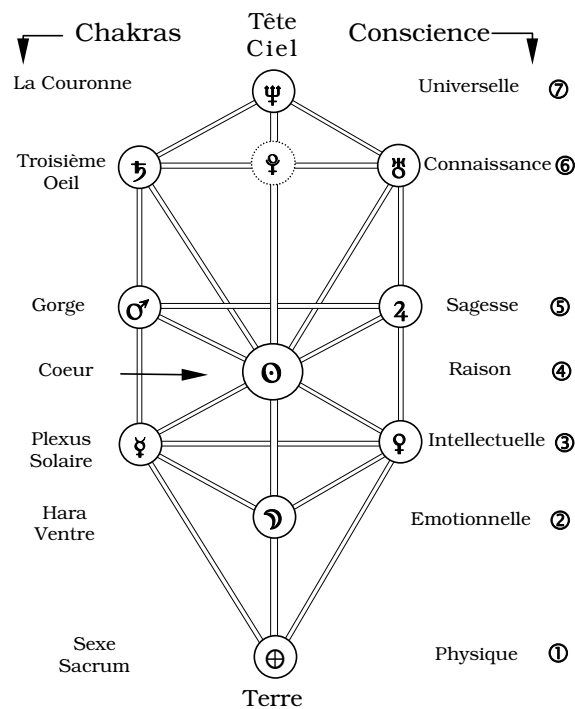 Tête
Chakras
Ciel
Conscience
La Couronne
Universelle ⑦
Troisième
Oeil
Connaissance ⑥
Gorge
Sagesse ⑤
Coeur
Raison ④
Plexus
Solaire
Intellectuelle ③
Hara
Ventre
Emotionnelle ②
Sexe
Sacrum
Physique ①
Terre